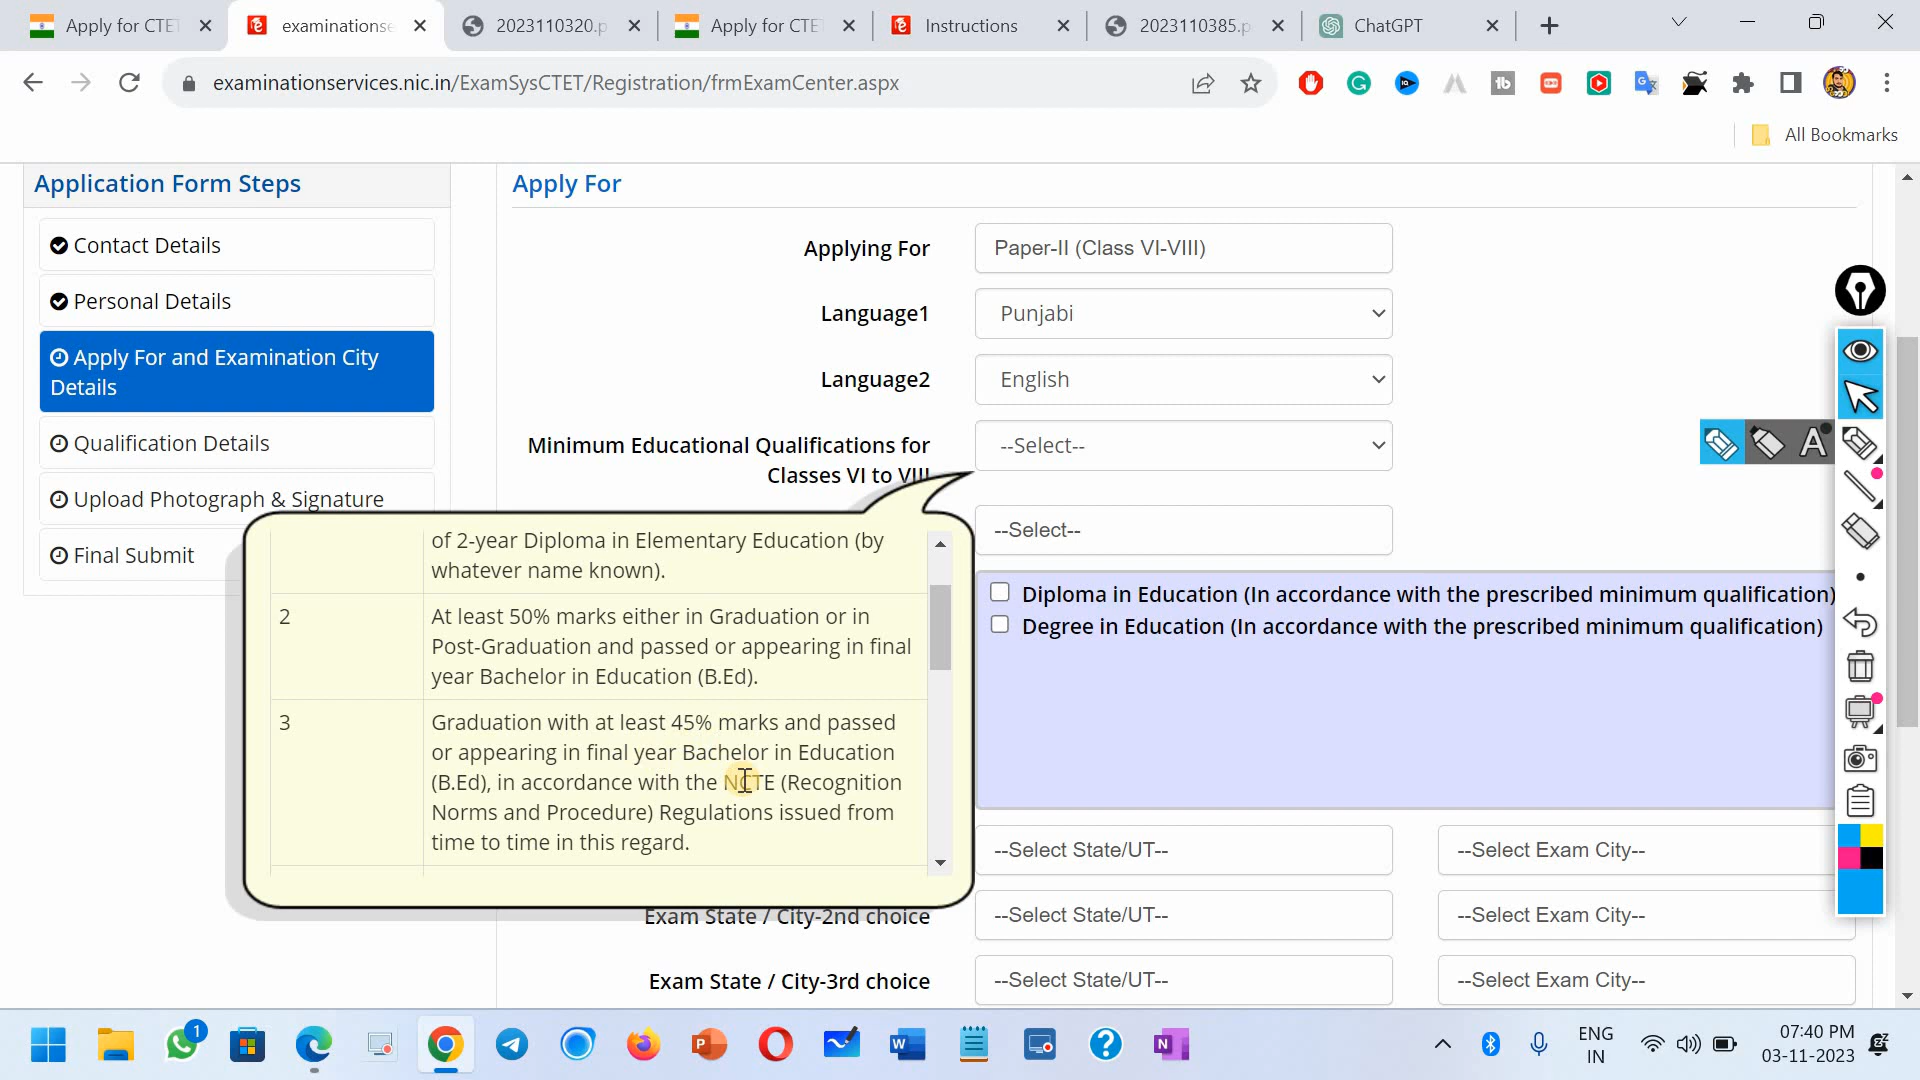 Apply for CTET
examinations
2023110320.p
Apply for CTET
Instructions
2023110385.p
ChatGPT
examinationservices.nic.in/ExamSysCTET/Registration/frmExamCenter.aspx
All Bookmarks
Application Form Steps
Contact Details
Personal Details
Apply For and Examination City
Details
Qualification Details
Upload Photograph & Signature
Final Submit
Apply For
Applying For
Paper-II (Class VI-VIII)
Language1
Punjabi
Language2
English
Minimum Educational Qualifications for
Classes VI to VIII
--Select--
--Select--
of 2-year Diploma in Elementary Education (by
whatever name known).
2
At least 50% marks either in Graduation or in
Post-Graduation and passed or appearing in final
year Bachelor in Education (B.Ed).
3
Graduation with at least 45% marks and passed
or appearing in final year Bachelor in Education
(B.Ed), in accordance with the NCTE (Recognition
Norms and Procedure) Regulations issued from
time to time in this regard.
Diploma in Education (In accordance with the prescribed minimum qualification)
Degree in Education (In accordance with the prescribed minimum qualification)
--Select State/UT--
--Select Exam City--
Exam State / City-2nd choice
--Select State/UT--
--Select Exam City--
Exam State / City-3rd choice
--Select State/UT--
--Select Exam City--
A
1
ENG
IN
07:40 PM
03-11-2023